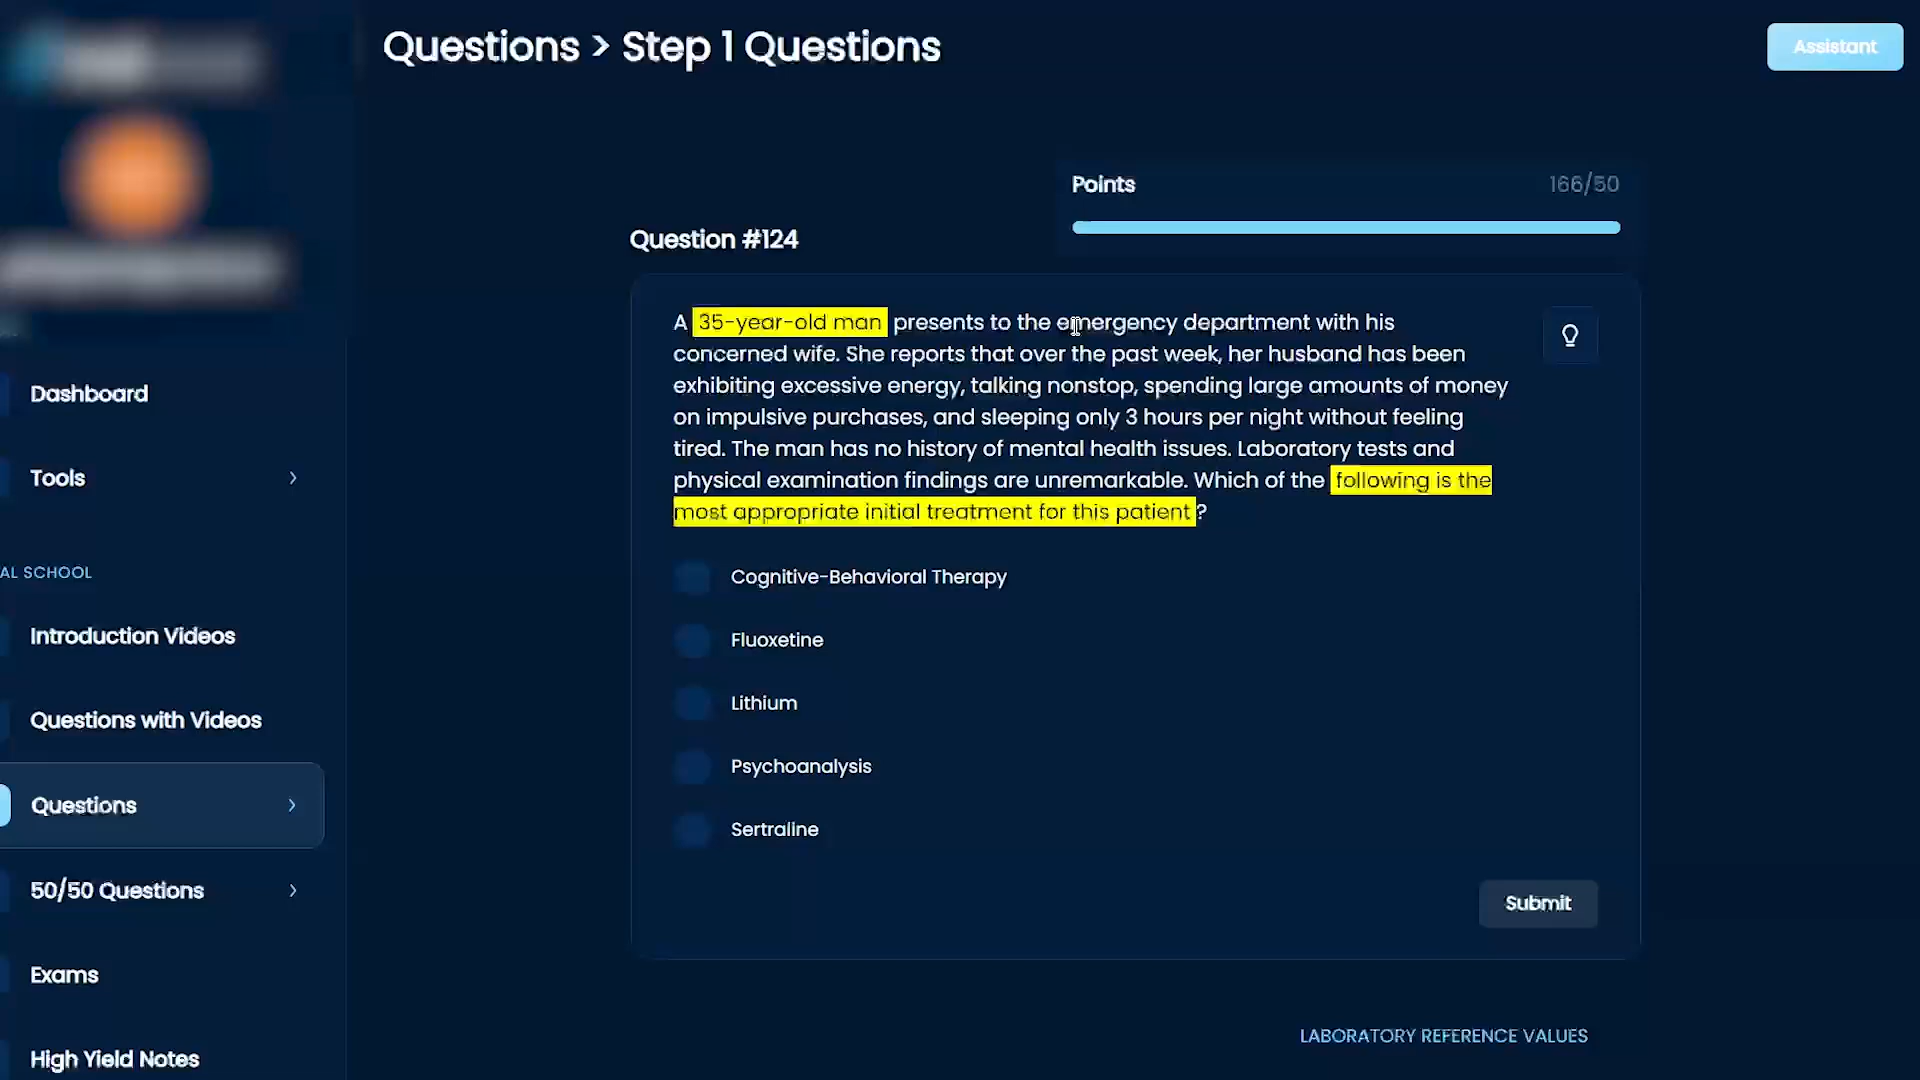 Questions > Step 1 Questions
Assistant
Points
166/50
Question #124
A 35-year-old man presents to the emergency department with his
concerned wife. She reports that over the past week, her husband has been
exhibiting excessive energy, talking nonstop, spending large amounts of money
on impulsive purchases, and sleeping only 3 hours per night without feeling
tired. The man has no history of mental health issues. Laboratory tests and
physical examination findings are unremarkable. Which of the following is the
most appropriate initial treatment for this patient?
Cognitive-Behavioral Therapy
Fluoxetine
Lithium
Psychoanalysis
Sertraline
Submit
LABORATORY REFERENCE VALUES
Dashboard
Tools
AL SCHOOL
Introduction Videos
Questions with Videos
Questions
50/50 Questions
Exams
High Yield Notes